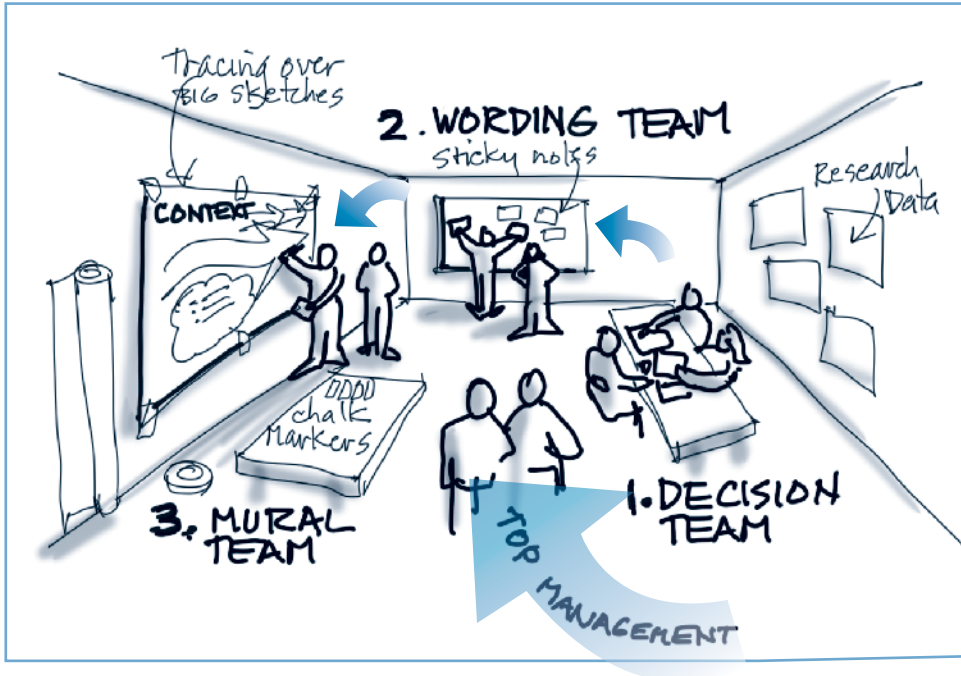 Tracing over
BIG Sketches
2. WORDING TEAM
Sticky notes
CONTEXT
Research
Data
chalk
Markers
3. MURAL
TEAM
1. DECISION
TEAM
TOP MANAGEMENT